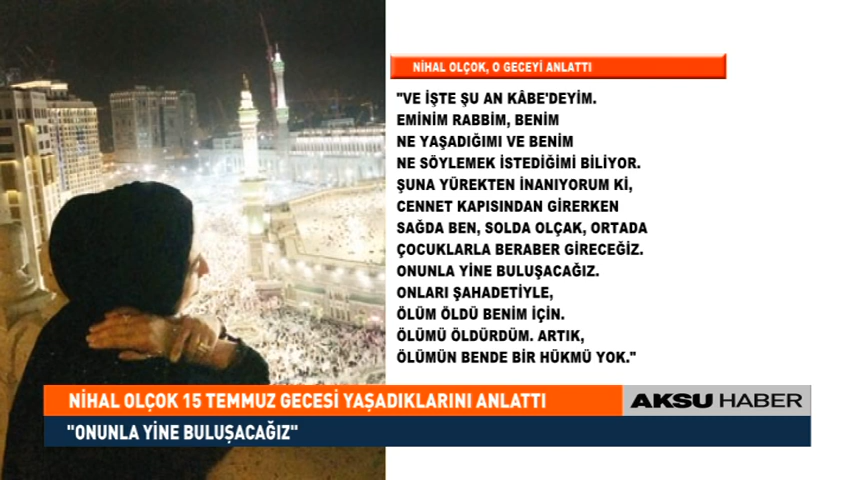 NİHAL OLÇOK, O GECEYİ ANLATTI
"VE İŞTE ŞU AN KÂBE'DEYİM.
EMİNİM RABBİM, BENİM
NE YAŞADIĞIMI VE BENİM
NE SÖYLEMEK İSTEDİĞİMİ BİLİYOR.
ŞUNA YÜREKTEN İNANIYORUM Kİ,
CENNET KAPISINDAN GİRERKEN
SAĞDA BEN, SOLDA OLÇAK, ORTADA
ÇOCUKLARLA BERABER GİRECEĞİZ.
ONUNLA YİNE BULUŞACAĞIZ.
ONLARI ŞAHADETİYLE,
ÖLÜM ÖLDÜ BENİM İÇİN.
ÖLÜMÜ ÖLDÜRDÜM. ARTIK,
ÖLÜMÜN BENDE BİR HÜKMÜ YOK."
NİHAL OLÇOK 15 TEMMUZ GECESİ YAŞADIKLARINI ANLATTI
AKSU HABER
"ONUNLA YİNE BULUŞACAĞIZ"